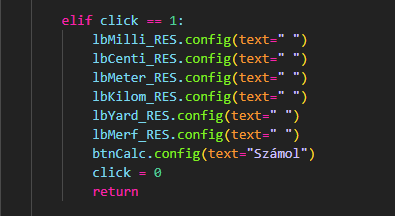 elif click == 1:
lbMilli_RES.config(text=" ")
lbCenti_RES.config(text=" ")
lbMeter_RES.config(text=" ")
lbKilom_RES.config(text=" ")
lbYard_RES.config(text=" ")
lbMerf_RES.config(text=" ")
btnCalc.config(text="Számol")
click = 0
return